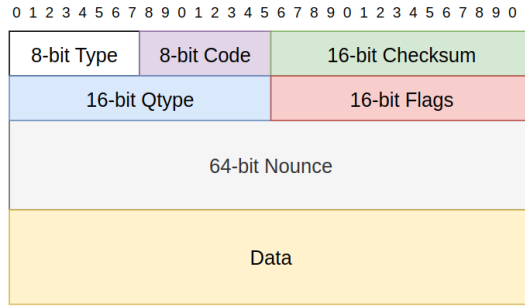 0 1 2 3 4 5 6 7 8 9 0 1 2 3 4 5 6 7 8 9 0 1 2 3 4 5 6 7 8 9 0
8-bit Type 8-bit Code 16-bit Checksum
16-bit Qtype 16-bit Flags
64-bit Nounce
Data